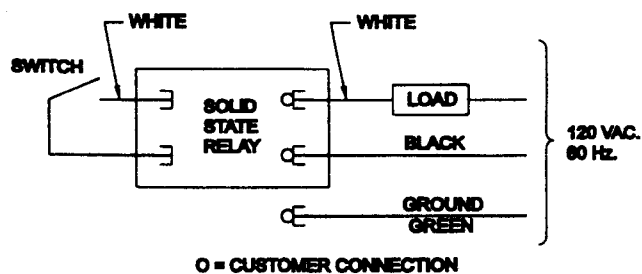 WHITE
WHITE
SWITCH
SOLID
STATE
RELAY
LOAD
BLACK
120 VAC.
60 Hz.
GROUND
GREEN
O = CUSTOMER CONNECTION